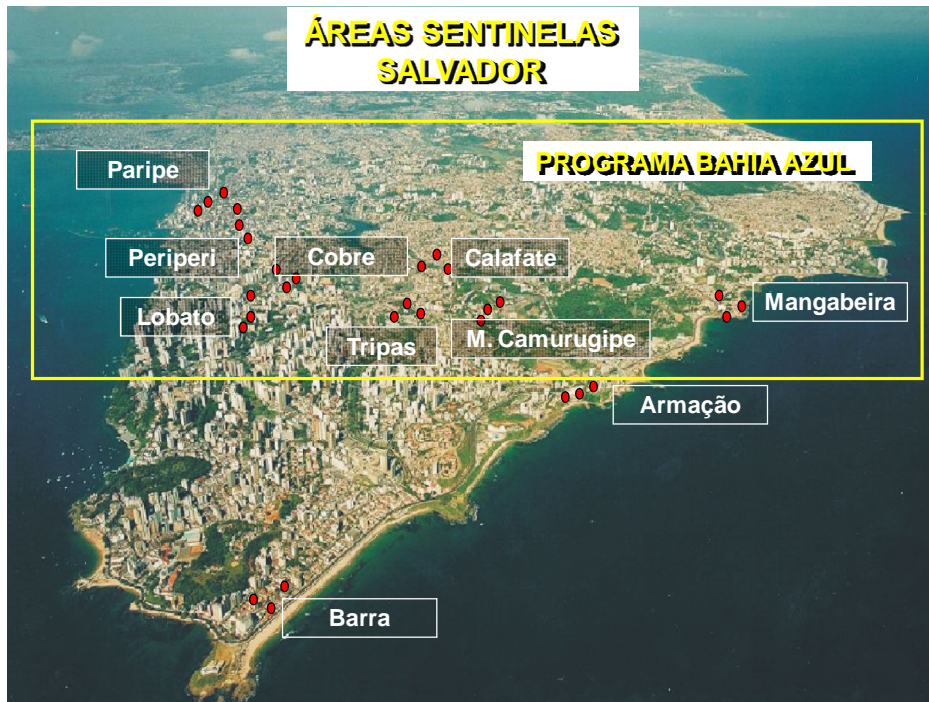 ÁREAS SENTINELAS
SALVADOR
PROGRAMA BAHIA AZUL
Paripe
Periperi
Cobre
Calafate
Lobato
Mangabeira
Tripas
M. Camurugipe
Armação
Barra